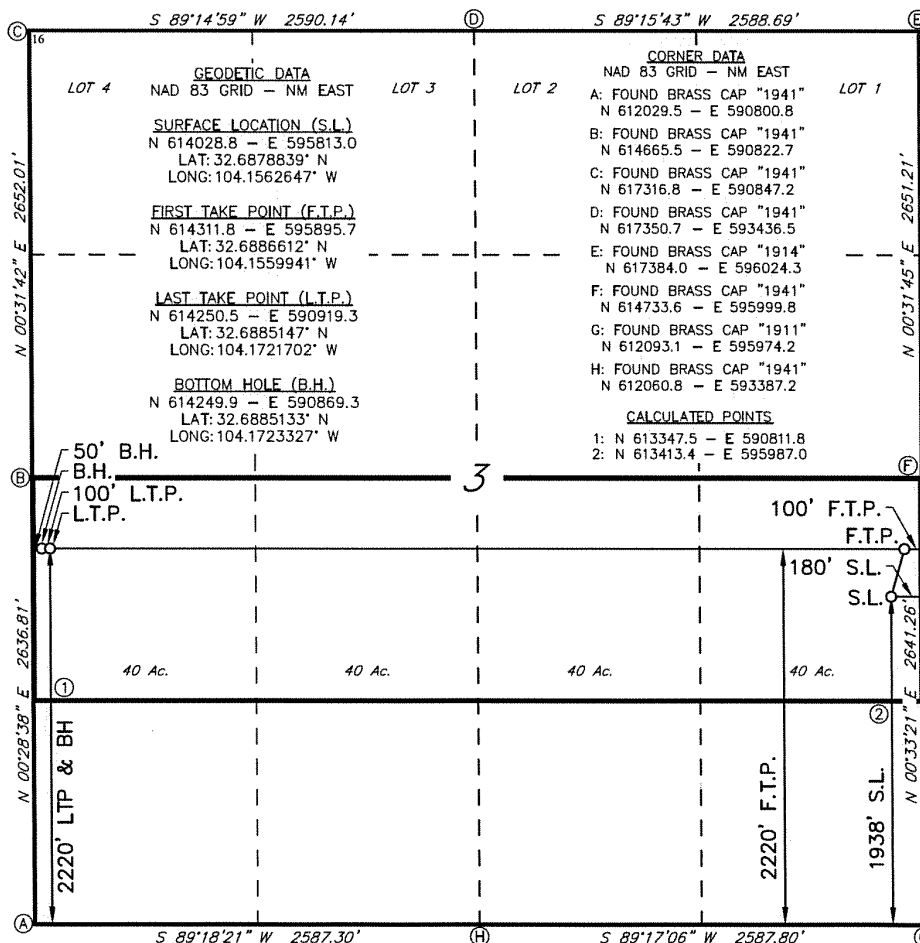 S 89°14'59" W 2590.14'
S 89°15'43" W 2588.69'
C
D
E
16
LOT 4
LOT 3
LOT 2
LOT 1
GEODETIC DATA
NAD 83 GRID – NM EAST
SURFACE LOCATION (S.L.)
N 614028.8 – E 595813.0
LAT: 32.6878839° N
LONG: 104.1562647° W
FIRST TAKE POINT (F.T.P.)
N 614311.8 – E 595895.7
LAT: 32.6886612° N
LONG: 104.1559941° W
LAST TAKE POINT (L.T.P.)
N 614250.5 – E 590919.3
LAT: 32.6885147° N
LONG: 104.1721702° W
BOTTOM HOLE (B.H.)
N 614249.9 – E 590869.3
LAT: 32.6885133° N
LONG: 104.1723327° W
CORNER DATA
NAD 83 GRID – NM EAST
A: FOUND BRASS CAP "1941"
N 612029.5 – E 590800.8
B: FOUND BRASS CAP "1941"
N 614665.5 – E 590822.7
C: FOUND BRASS CAP "1941"
N 617316.8 – E 590847.2
D: FOUND BRASS CAP "1941"
N 617350.7 – E 593436.5
E: FOUND BRASS CAP "1914"
N 617384.0 – E 596024.3
F: FOUND BRASS CAP "1941"
N 614733.6 – E 595999.8
G: FOUND BRASS CAP "1911"
N 612093.1 – E 595974.2
H: FOUND BRASS CAP "1941"
N 612060.8 – E 593387.2
CALCULATED POINTS
1: N 613347.5 – E 590811.8
2: N 613413.4 – E 595987.0
N 00°31'42" E 2652.01'
N 00°31'45" E 2651.21'
50' B.H.
B.H.
100' L.T.P.
L.T.P.
B
3
F
100' F.T.P.
F.T.P.
180' S.L.
S.L.
40 Ac.
40 Ac.
40 Ac.
40 Ac.
1
2
N 00°28'38" E 2636.81'
2220' LTP & BH
2220' F.T.P.
1938' S.L.
N 00°33'21" E 2641.26'
A
H
S 89°18'21" W 2587.30'
S 89°17'06" W 2587.80'